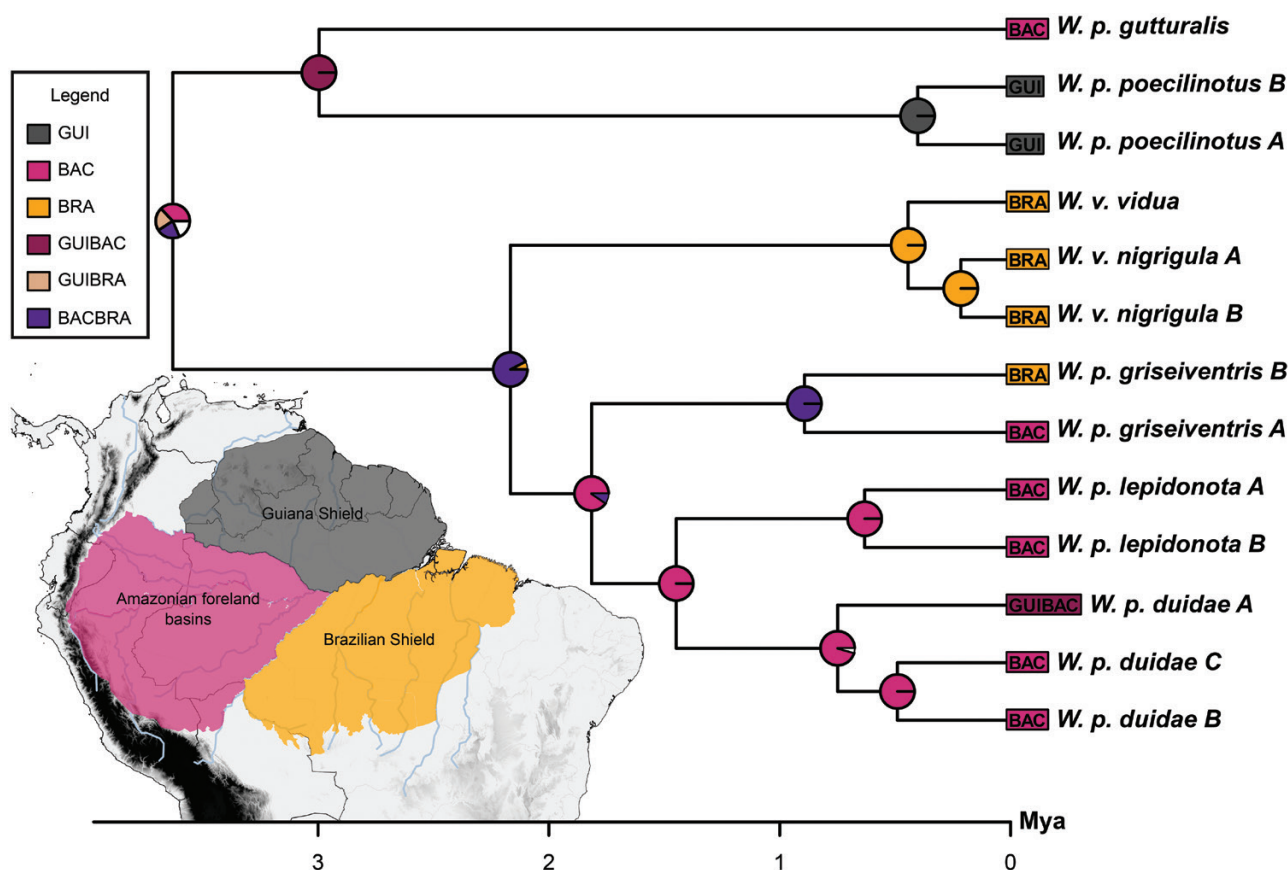 Legend
GUI
BAC
BRA
GUIBAC
GUIBRA
BACBRA
BAC W. p. gutturalis
GUI W. p. poecilinotus B
GUI W. p. poecilinotus A
BRA W. v. vidua
BRA W. v. nigrigula A
BRA W. v. nigrigula B
BRA W. p. griseiventris B
BAC W. p. griseiventris A
BAC W. p. lepidonota A
BAC W. p. lepidonota B
GUIBAC W. p. duidae A
BAC W. p. duidae C
BAC W. p. duidae B
Guiana Shield
Amazonian foreland
basins
Brazilian Shield
Mya
3 2 1 0